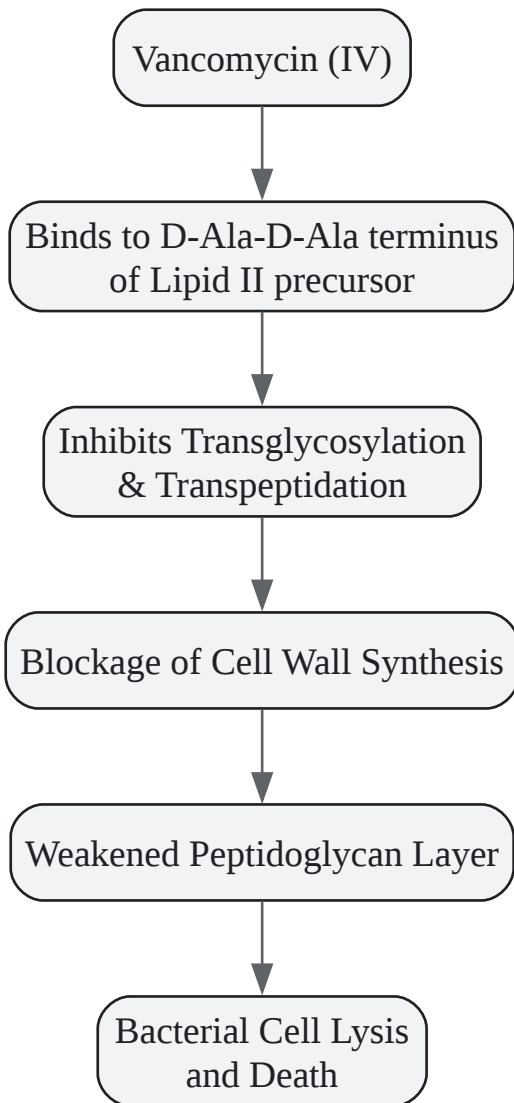 Vancomycin (IV)
Binds to D-Ala-D-Ala terminus
of Lipid II precursor
Inhibits Transglycosylation
& Transpeptidation
Blockage of Cell Wall Synthesis
Weakened Peptidoglycan Layer
Bacterial Cell Lysis
and Death